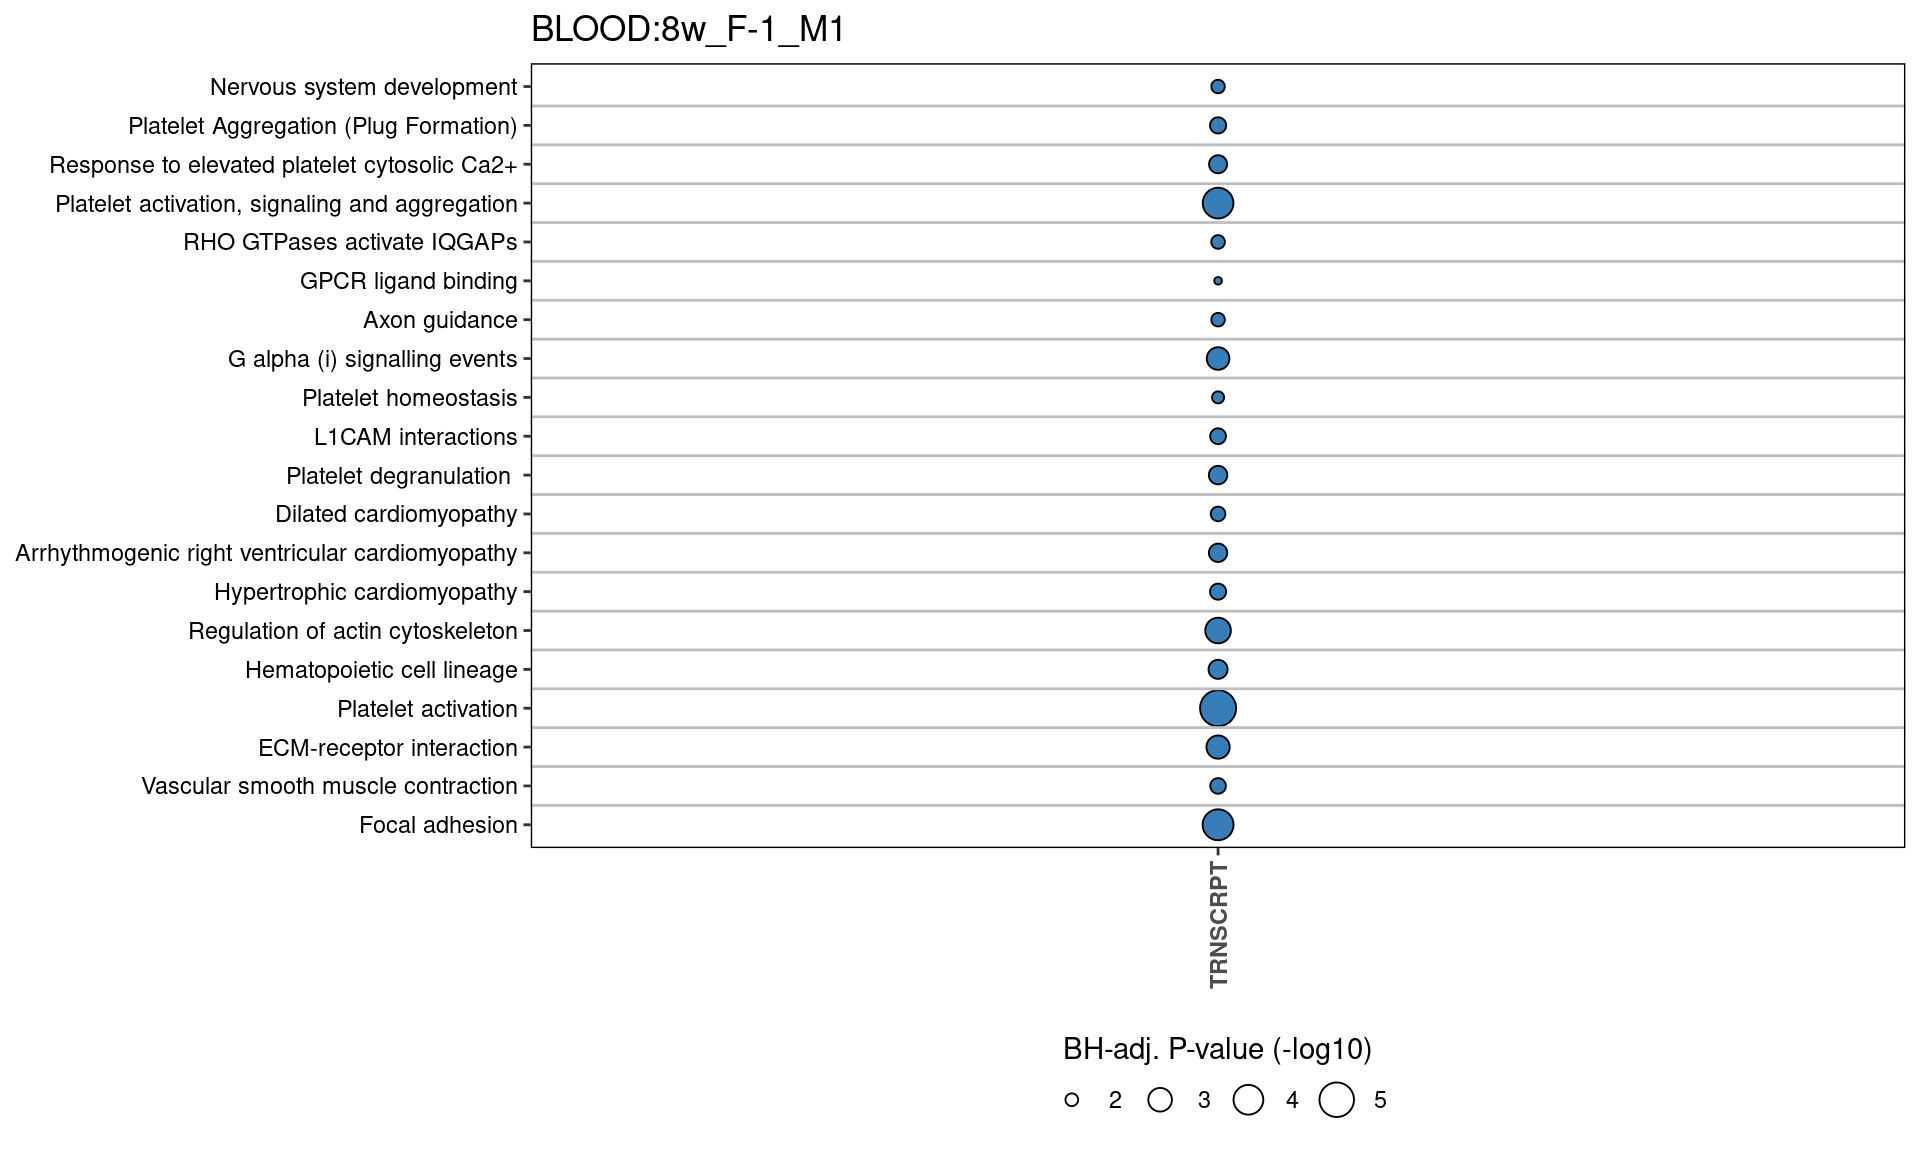 BLOOD:8w_F-1_M1
Nervous system development
Platelet Aggregation (Plug Formation)
Response to elevated platelet cytosolic Ca2+
Platelet activation, signaling and aggregation
RHO GTPases activate IQGAPs
GPCR ligand binding
Axon guidance
G alpha (i) signalling events
Platelet homeostasis
L1CAM interactions
Platelet degranulation
Dilated cardiomyopathy
Arrhythmogenic right ventricular cardiomyopathy
Hypertrophic cardiomyopathy
Regulation of actin cytoskeleton
Hematopoietic cell lineage
Platelet activation
ECM-receptor interaction
Vascular smooth muscle contraction
Focal adhesion
TRNSCRPT
BH-adj. P-value (-log10)
2 3 4 5